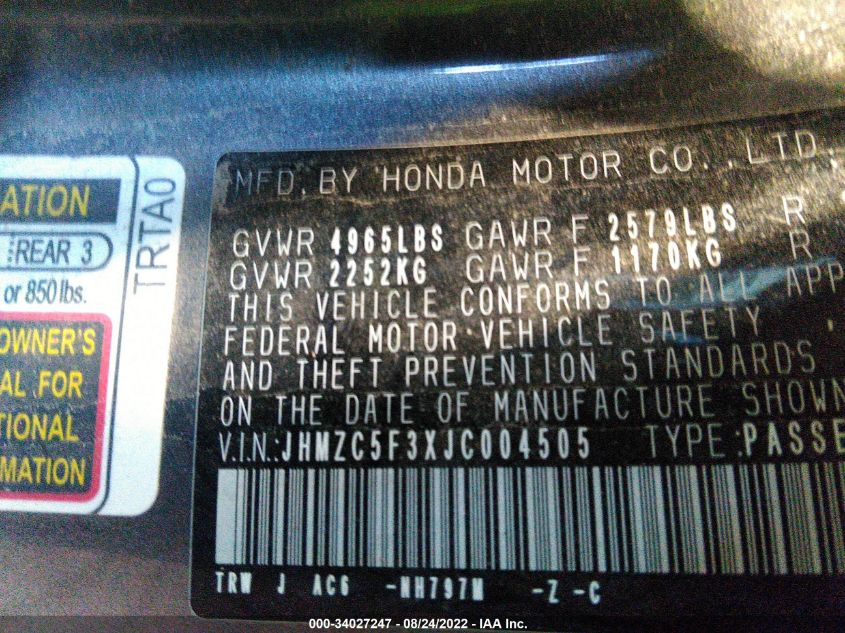 ATION
REAR 3
or 850 lbs.
OWNER'S
AL FOR
TIONAL
MATION
TRTA0
MFD. BY HONDA MOTOR CO., LTD.
GVWR 4965LBS GAWR F 2579LBS R
GVWR 2252KG GAWR F 1170KG R
THIS VEHICLE CONFORMS TO ALL APP
FEDERAL MOTOR VEHICLE SAFETY
AND THEFT PREVENTION STANDARDS
ON THE DATE OF MANUFACTURE SHOWN
V.I.N.: JHMZC5F3XJC004505 TYPE: PASSE
TRW J AC6 -NH797M -Z -C
000-34027247 - 08/24/2022 - IAA Inc.